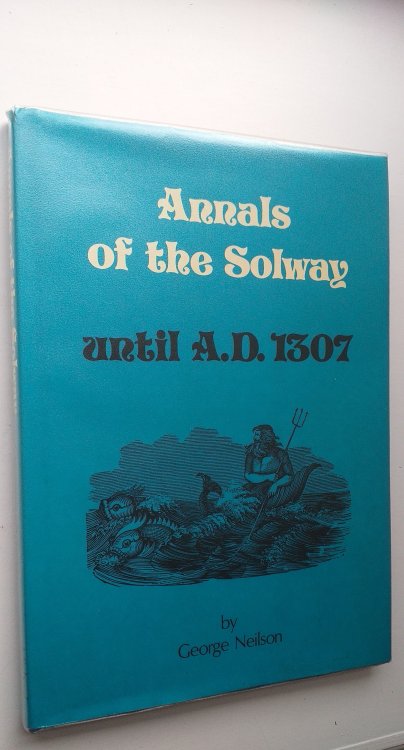 Annals
of the Solway
until A.D. 1307
by
George Neilson